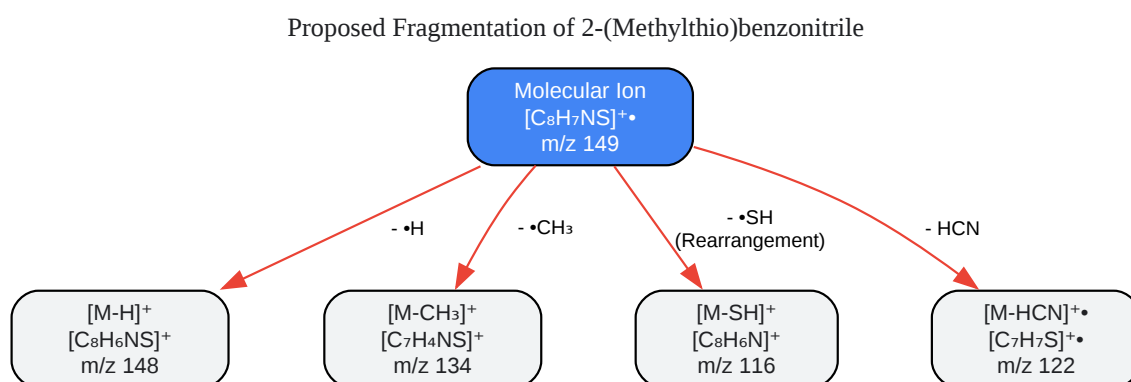 Proposed Fragmentation of 2-(Methylthio)benzonitrile
Molecular Ion
[C₈H₇NS]⁺•
m/z 149
- •H
- •CH₃
- •SH
(Rearrangement)
- HCN
[M-H]⁺
[C₈H₆NS]⁺
m/z 148
[M-CH₃]⁺
[C₇H₄NS]⁺
m/z 134
[M-SH]⁺
[C₈H₆N]⁺
m/z 116
[M-HCN]⁺•
[C₇H₇S]⁺•
m/z 122